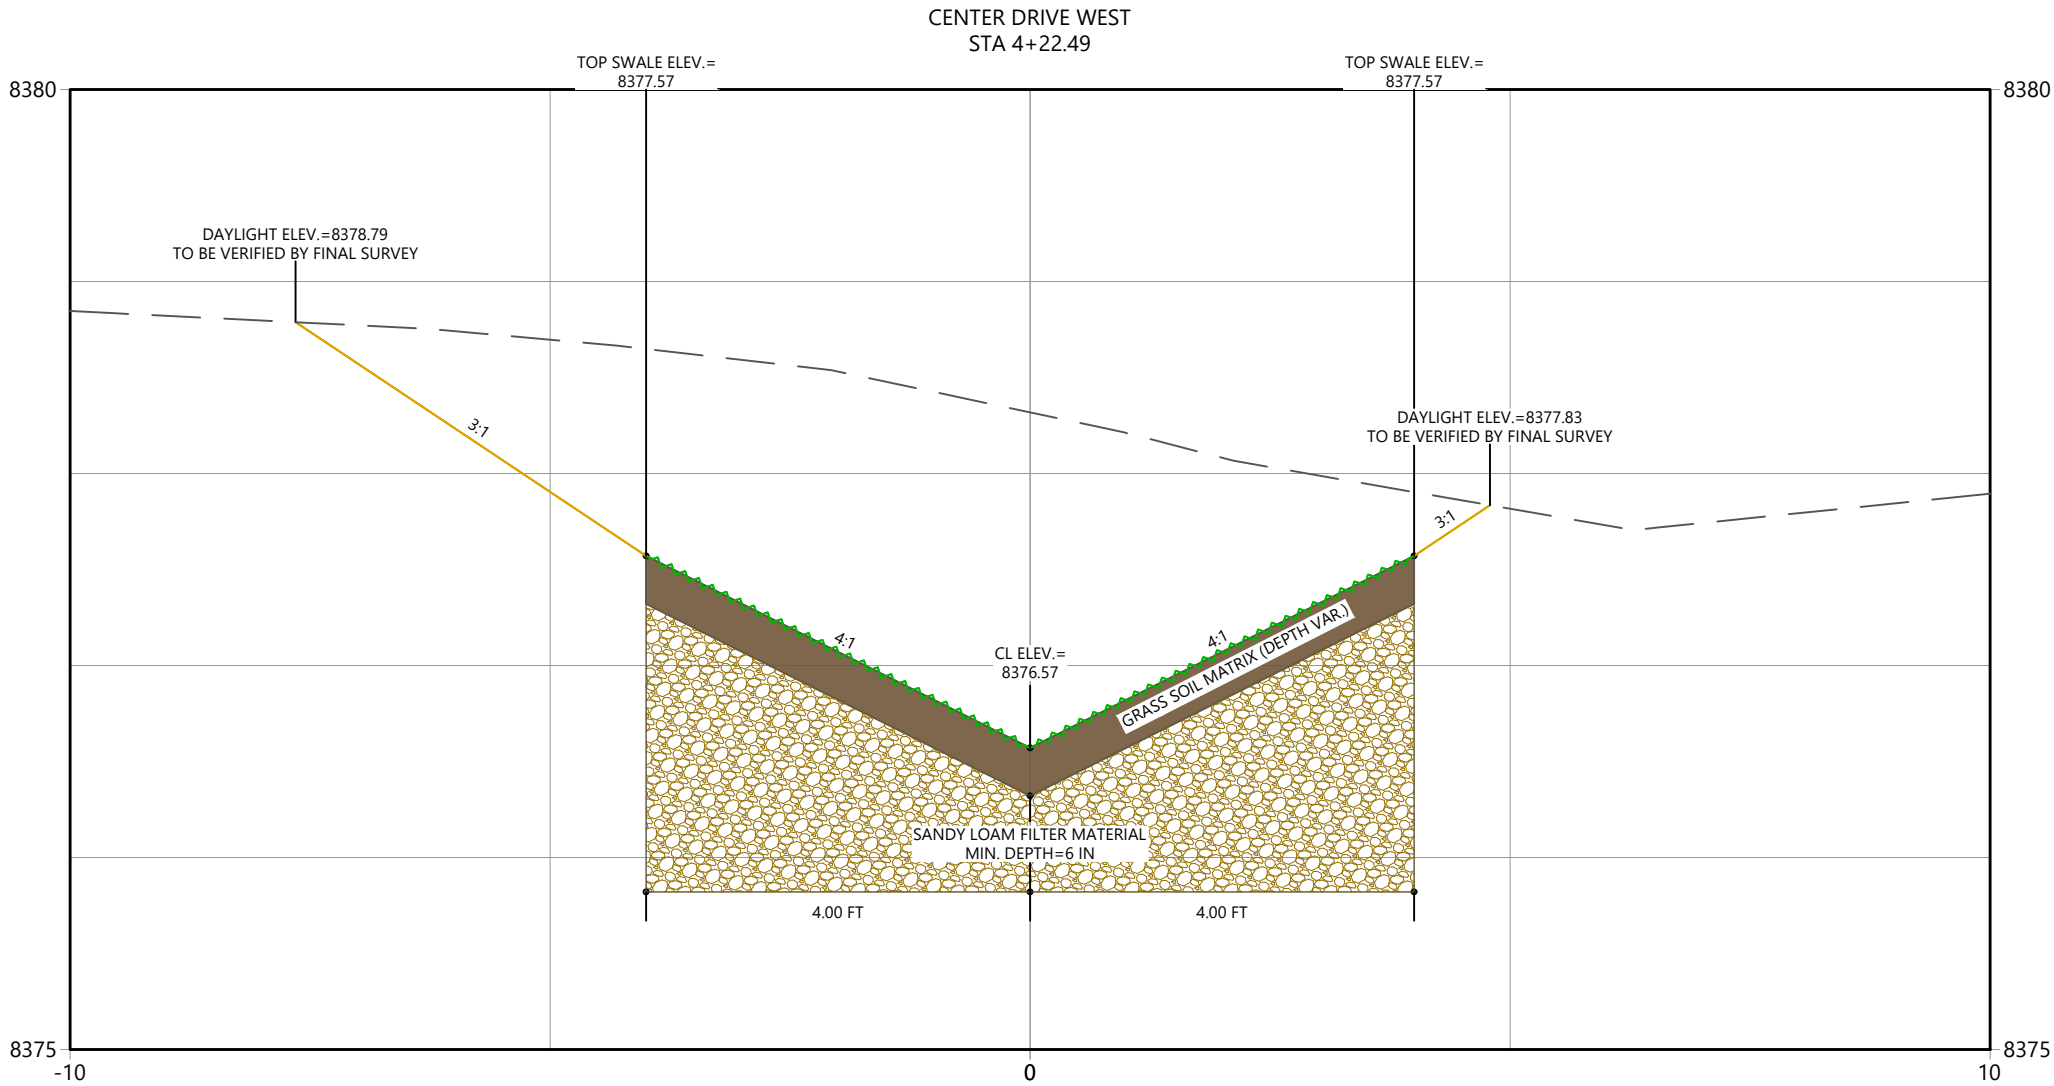 CENTER DRIVE WEST
STA 4+22.49
TOP SWALE ELEV.=
8377.57
TOP SWALE ELEV.=
8377.57
8380
8380
DAYLIGHT ELEV.=8378.79
TO BE VERIFIED BY FINAL SURVEY
3:1
DAYLIGHT ELEV.=8377.83
TO BE VERIFIED BY FINAL SURVEY
3:1
4:1
4:1
GRASS SOIL MATRIX (DEPTH VAR.)
CL ELEV.=
8376.57
SANDY LOAM FILTER MATERIAL
MIN. DEPTH=6 IN
4.00 FT
4.00 FT
8375
8375
-10
0
10